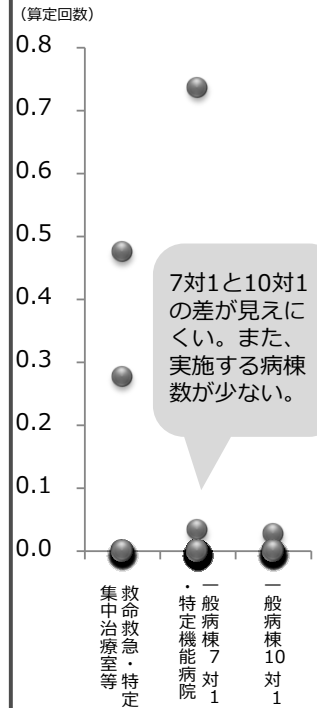 （算定回数）
0.8
0.7
0.6
0.5
0.4
0.3
0.2
0.1
0.0
7対1と10対1
の差が見えに
くい。また、
実施する病棟
数が少ない。
救命救急・特定
集中治療室等
一般病棟7対1
・特定機能病院
一般病棟10対1